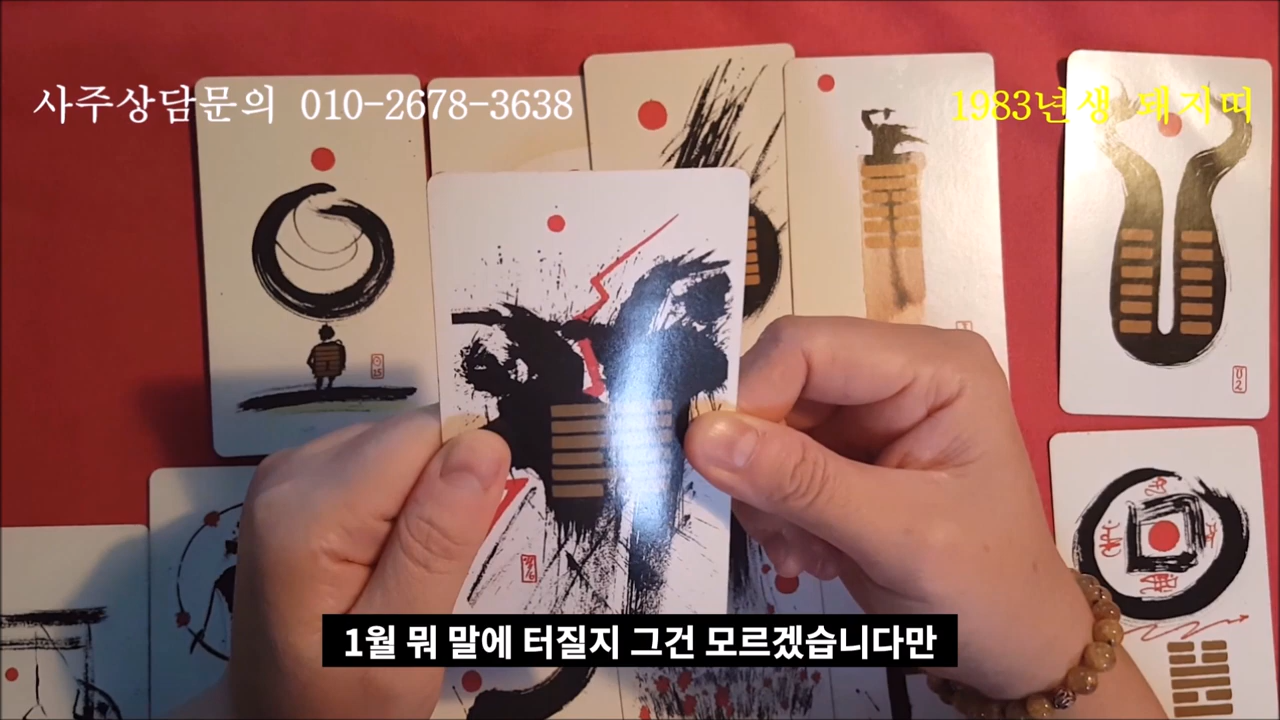 사주상담문의 010-2678-3638
1983년생 돼지띠
1월 뭐 말에 터질지 그건 모르겠습니다만